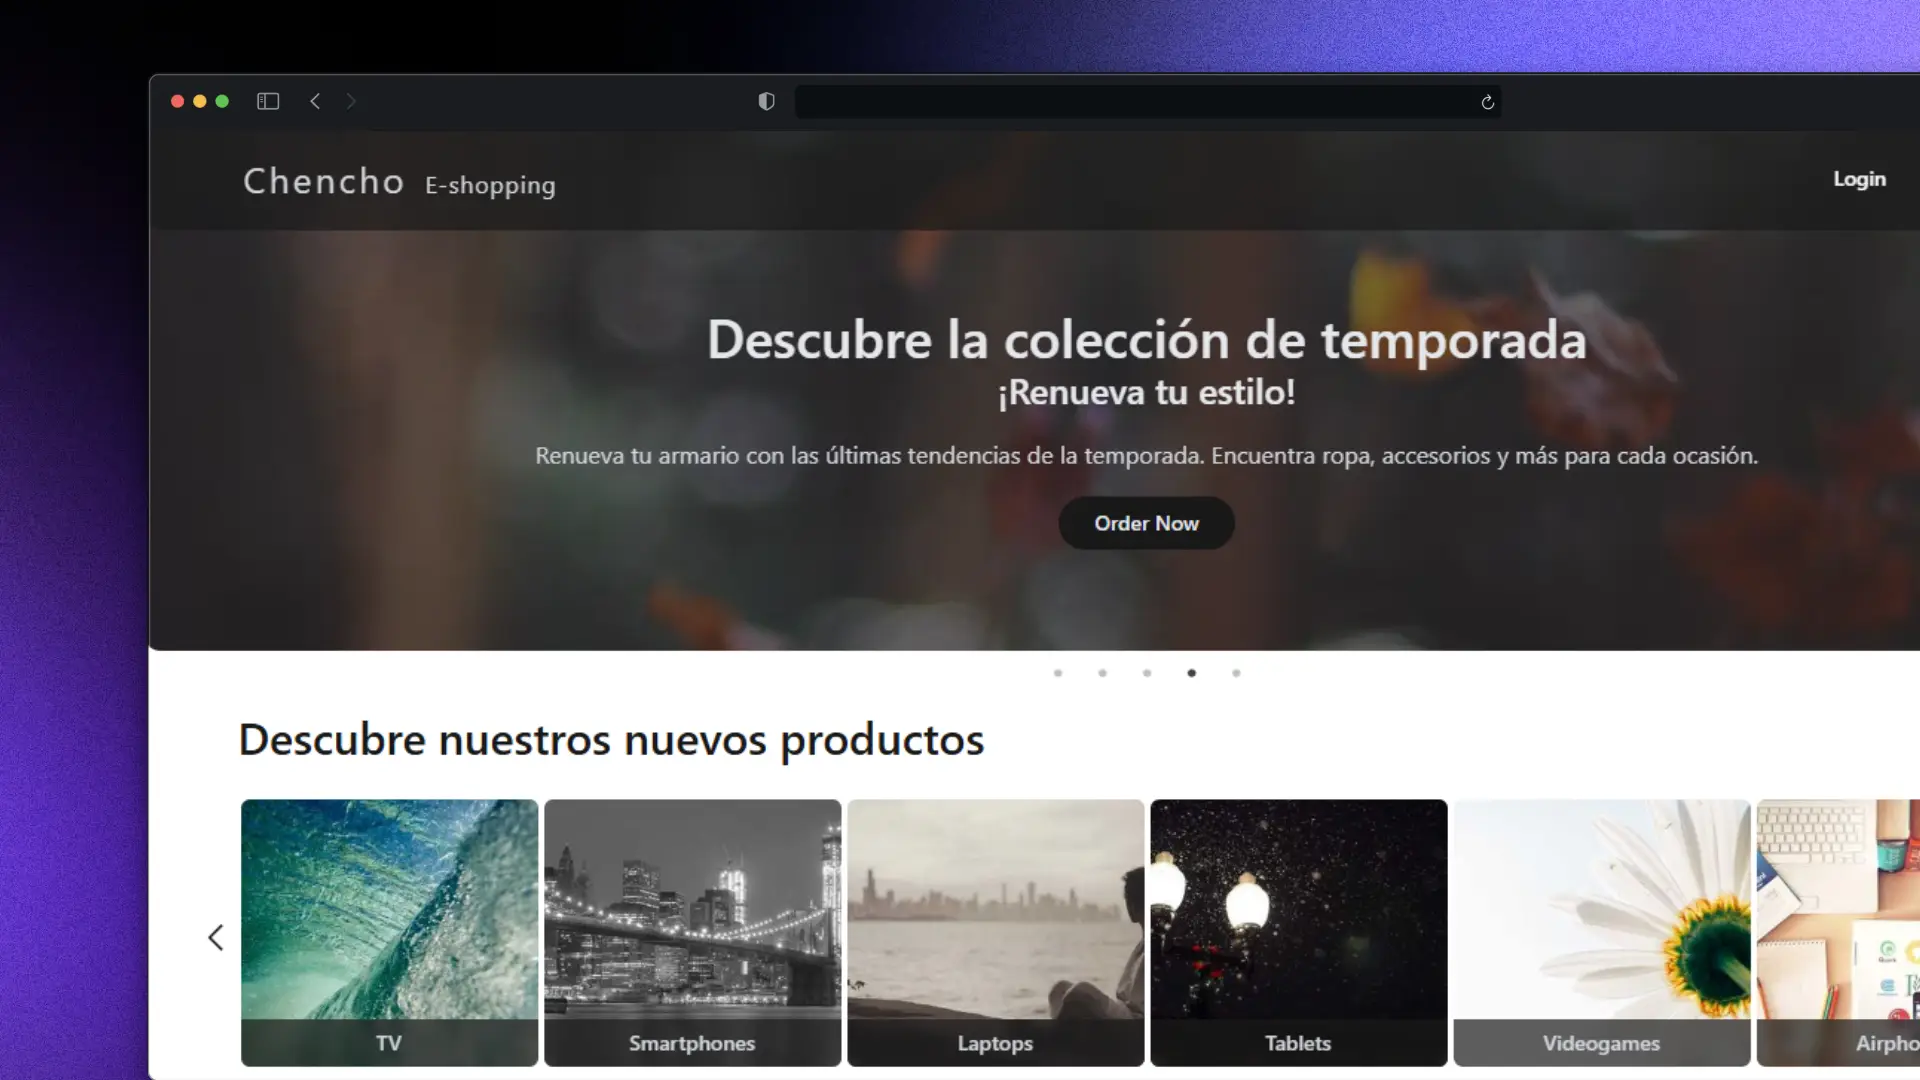 Chencho E-shopping
Login
Descubre la colección de temporada
¡Renueva tu estilo!
Renueva tu armario con las últimas tendencias de la temporada. Encuentra ropa, accesorios y más para cada ocasión.
Order Now
Descubre nuestros nuevos productos
TV
Smartphones
Laptops
Tablets
Videogames
Airpho